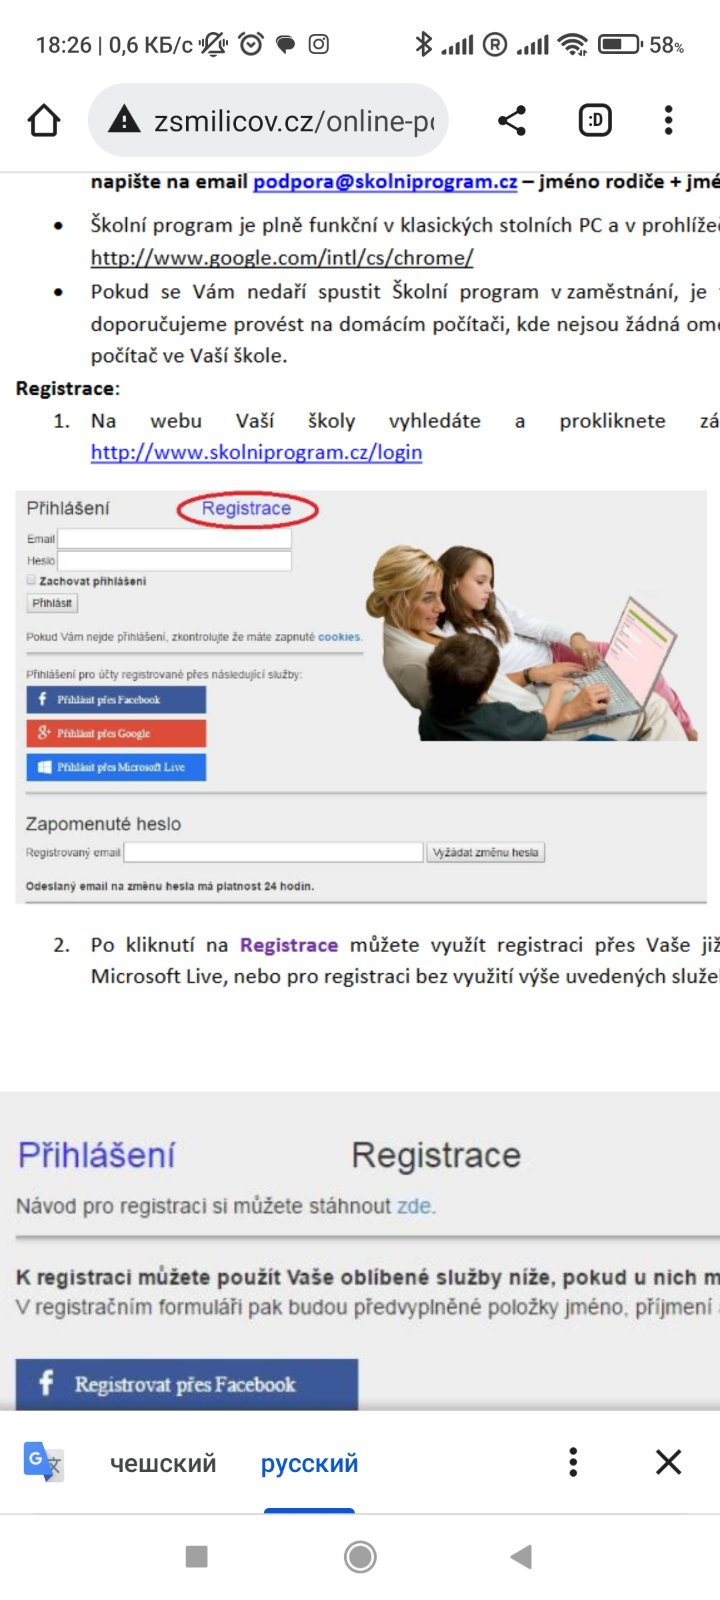 18:26 | 0,6 КБ/с
58%
zsmilicov.cz/online-p
:D
napište na email podpora@skolniprogram.cz – jméno rodiče + jmé
• Školní program je plně funkční v klasických stolních PC a v prohlíže
http://www.google.com/intl/cs/chrome/
• Pokud se Vám nedaří spustit Školní program v zaměstnání, je
doporučujeme provést na domácím počítači, kde nejsou žádná ome
počítač ve Vaší škole.
Registrace:
1. Na webu Vaší školy vyhledáte a prokliknete zá
http://www.skolniprogram.cz/login
Přihlášení Registrace
Email
Heslo
Zachovat přihlášení
Přihlásit
Pokud Vám nejde přihlášení, zkontrolujte že máte zapnuté cookies.
Přihlášení pro účty registrované přes následující služby:
f Přihlásit přes Facebook
g+ Přihlásit přes Google
Přihlásit přes Microsoft Live
Zapomenuté heslo
Registrovaný email Vyžádat změnu hesla
Odeslaný email na změnu hesla má platnost 24 hodin.
2. Po kliknutí na Registrace můžete využít registraci přes Vaše již
Microsoft Live, nebo pro registraci bez využití výše uvedených služe
Přihlášení Registrace
Návod pro registraci si můžete stáhnout zde.
K registraci můžete použít Vaše oblíbené služby níže, pokud u nich m
V registračním formuláři pak budou předvyplněné položky jméno, příjmení
f Registrovat přes Facebook
чешский русский